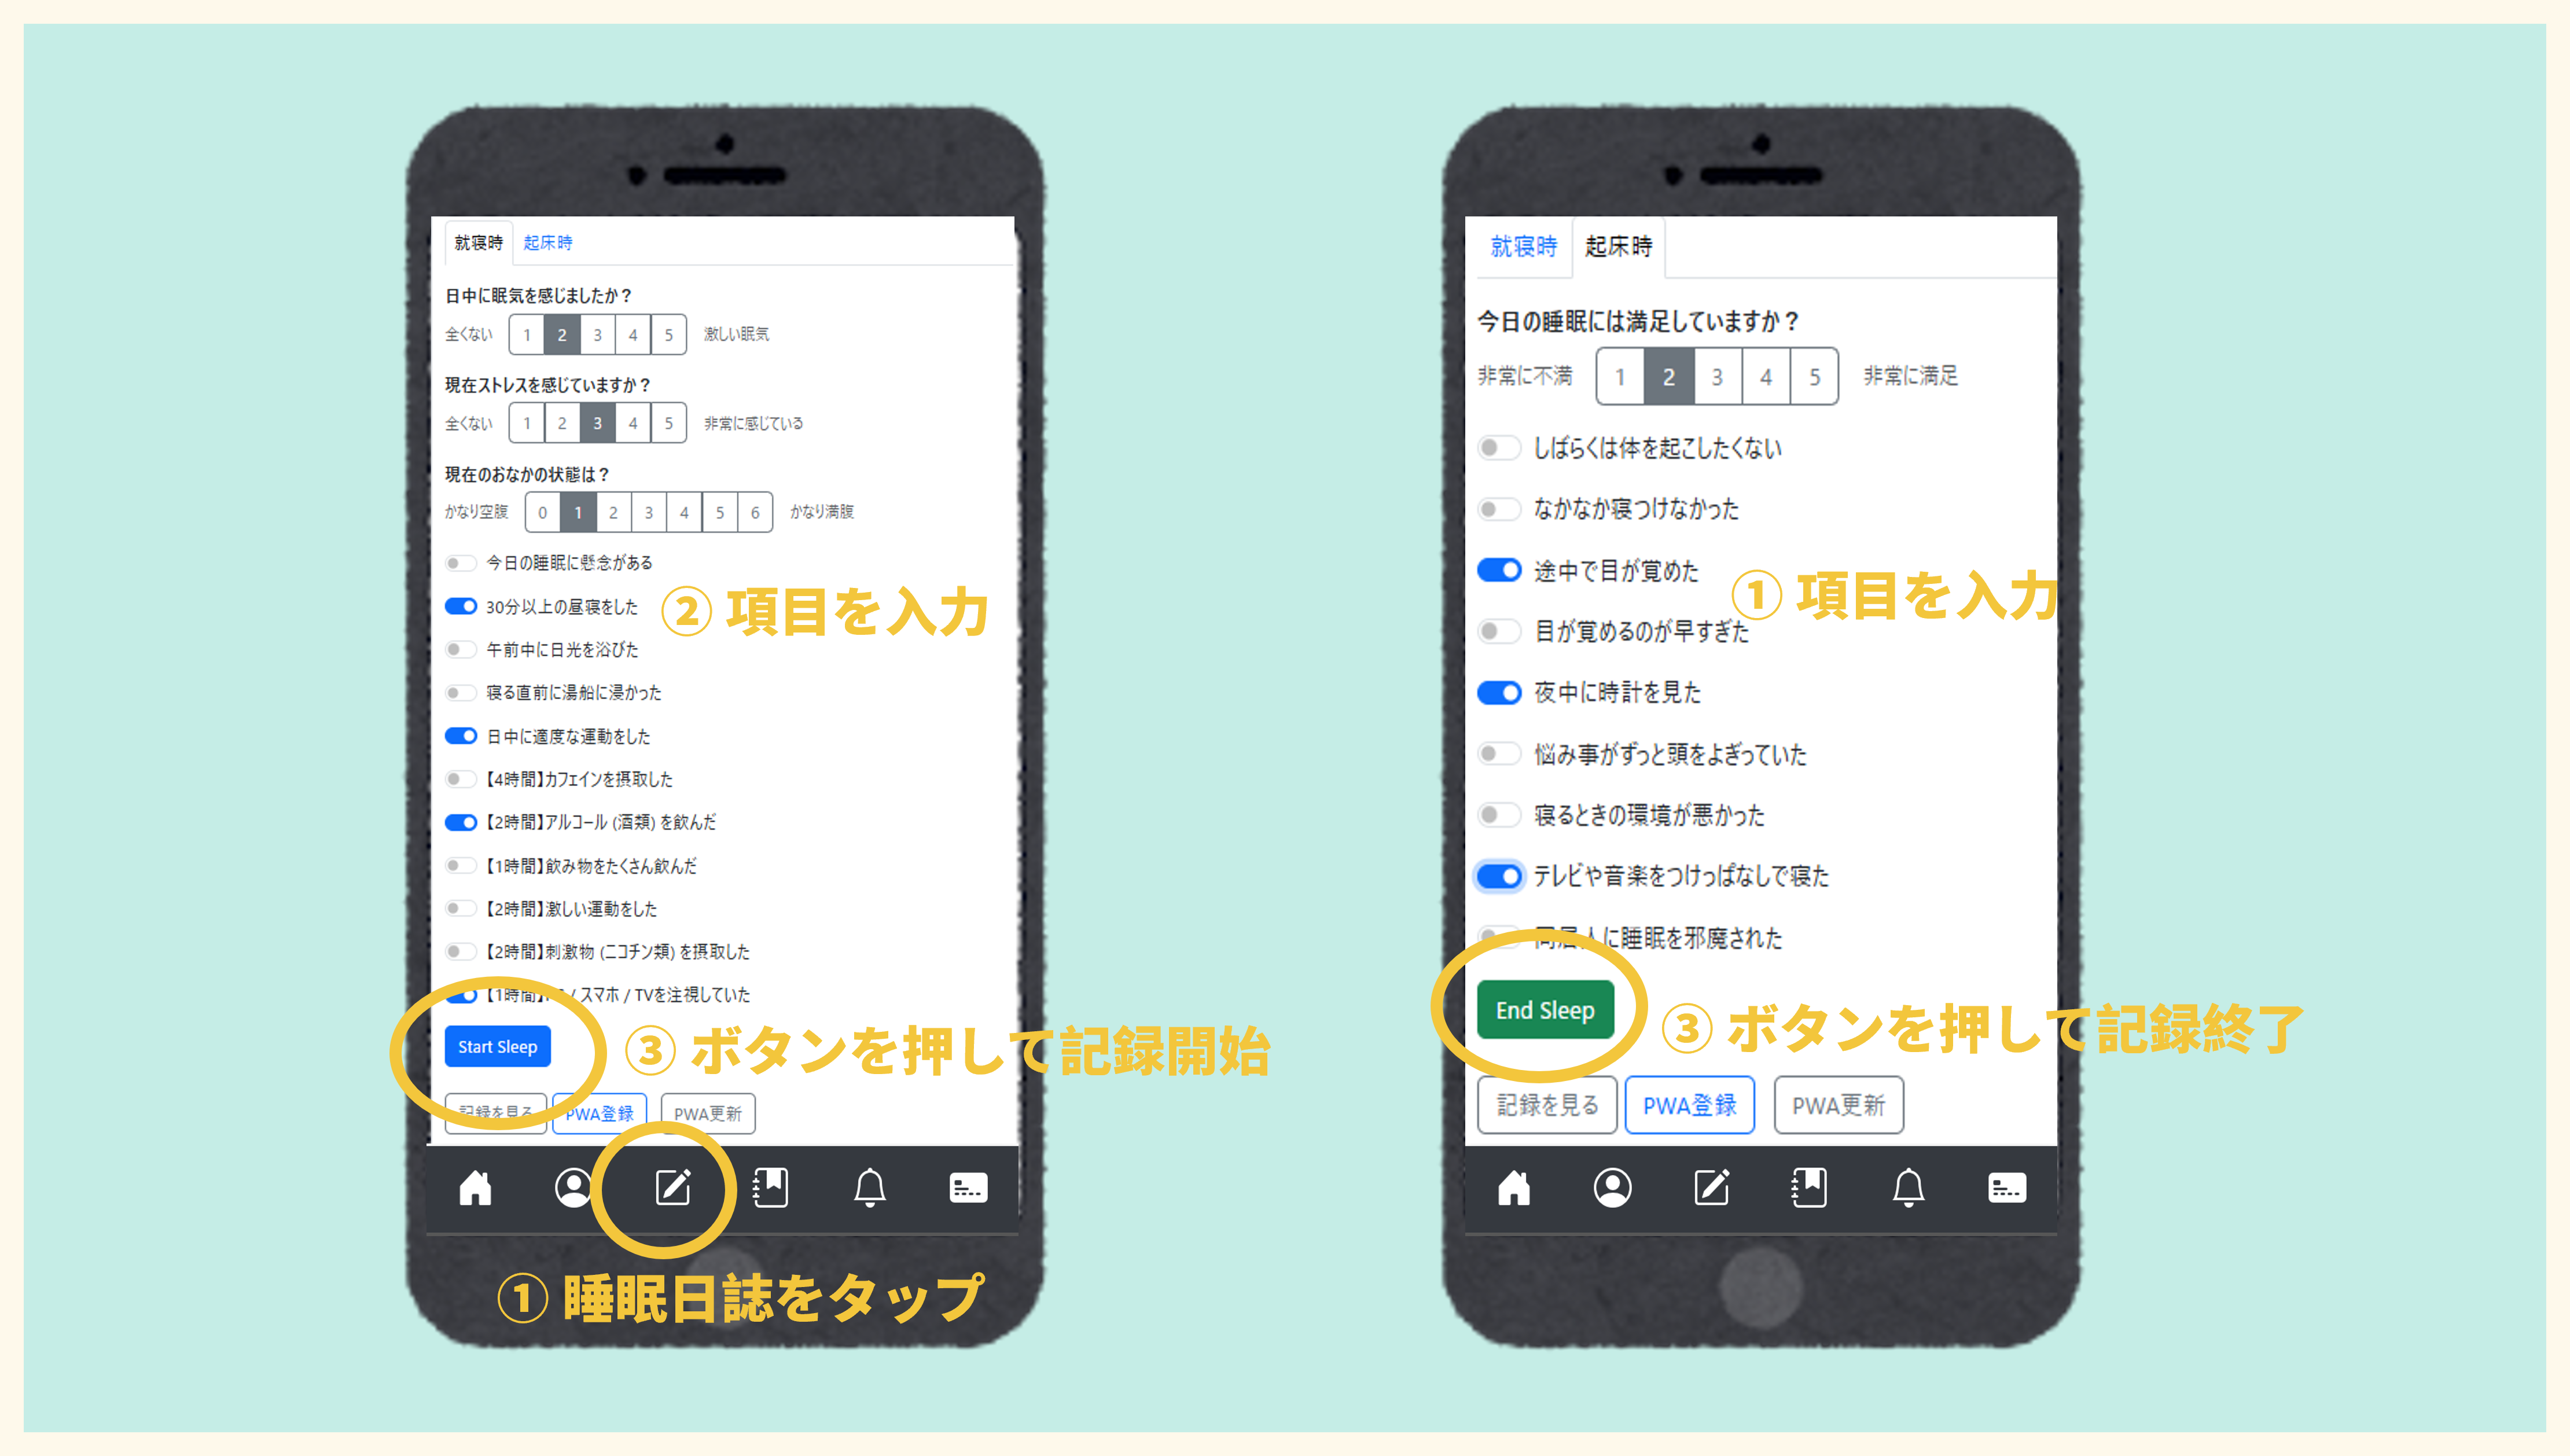 就寝時 起床時
日中に眠気を感じましたか？
全くない 1 2 3 4 5 激しい眠気
現在ストレスを感じていますか？
全くない 1 2 3 4 5 非常に感じている
現在のおなかの状態は？
かなり空腹 0 1 2 3 4 5 6 かなり満腹
今日の睡眠に懸念がある
30分以上の昼寝をした
② 項目を入力
午前中に日光を浴びた
寝る直前に湯船に浸かった
日中に適度な運動をした
【4時間】カフェインを摂取した
【2時間】アルコール (酒類) を飲んだ
【1時間】飲み物をたくさん飲んだ
【2時間】激しい運動をした
【2時間】刺激物 (ニコチン類) を摂取した
【1時間】 / スマホ / TVを注視していた
Start Sleep
③ ボタンを押して記録開始
記録を見る PWA登録 PWA更新
① 睡眠日誌をタップ
就寝時 起床時
今日の睡眠には満足していますか？
非常に不満 1 2 3 4 5 非常に満足
しばらくは体を起こしたくない
なかなか寝つけなかった
途中で目が覚めた
① 項目を入力
目が覚めるのが早すぎた
夜中に時計を見た
悩み事がずっと頭をよぎっていた
寝るときの環境が悪かった
テレビや音楽をつけっぱなしで寝た
同居人に睡眠を邪魔された
End Sleep
③ ボタンを押して記録終了
記録を見る PWA登録 PWA更新